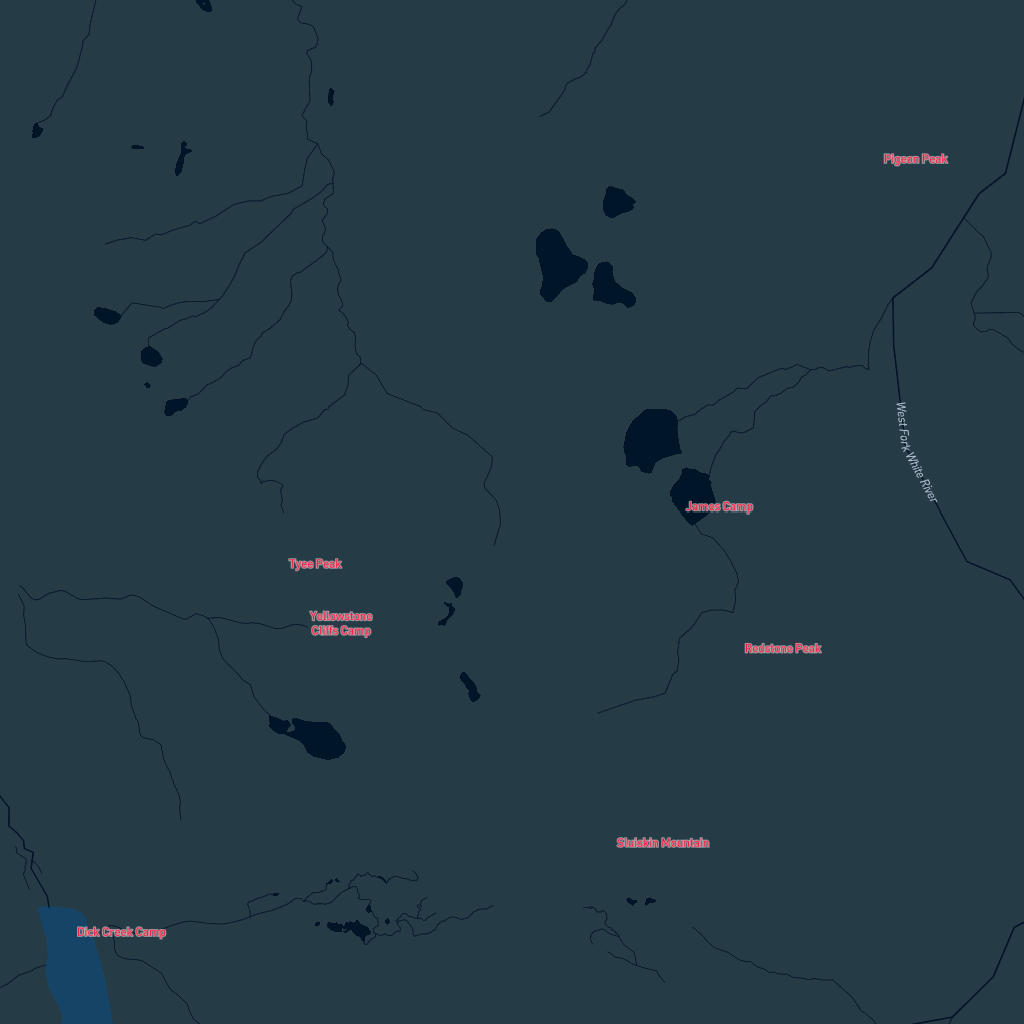 Pigeon Peak
West Fork White River
James Camp
Tyee Peak
Yellowstone
Cliffs Camp
Redstone Peak
Sluiskin Mountain
Dick Creek Camp